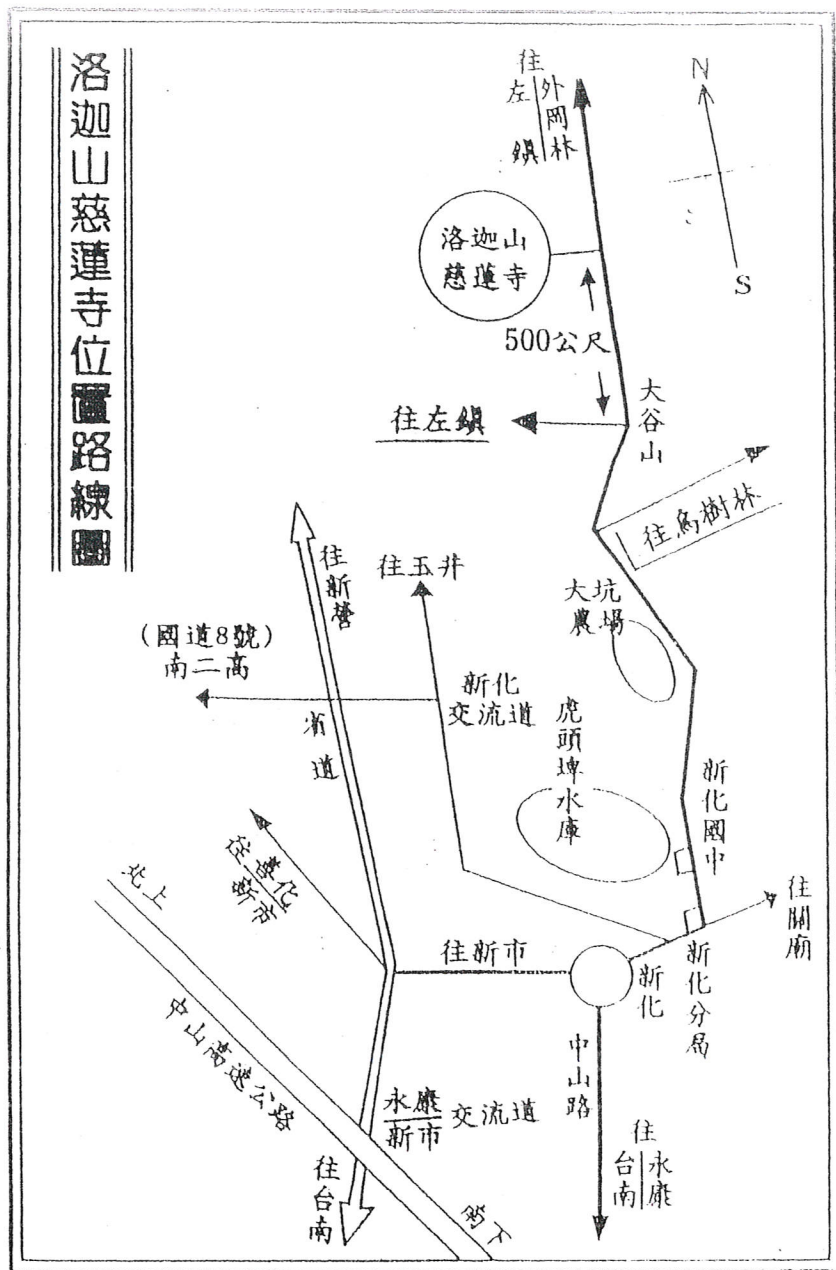 洛迦山慈蓮寺位置路線圖
往
左鎮
外岡林
N
S
洛迦山
慈蓮寺
500公尺
大谷山
往左鎮
往鳥樹林
往新營
往玉井
大坑
農場
(國道8號)
南二高
新化
交流道
省道
虎頭埤水庫
新化國中
往善化
新市
北上
往關廟
往新市
新化
新化分局
中山高速公路
中山路
永康
新市
交流道
往台南
往
台南
永康
南下